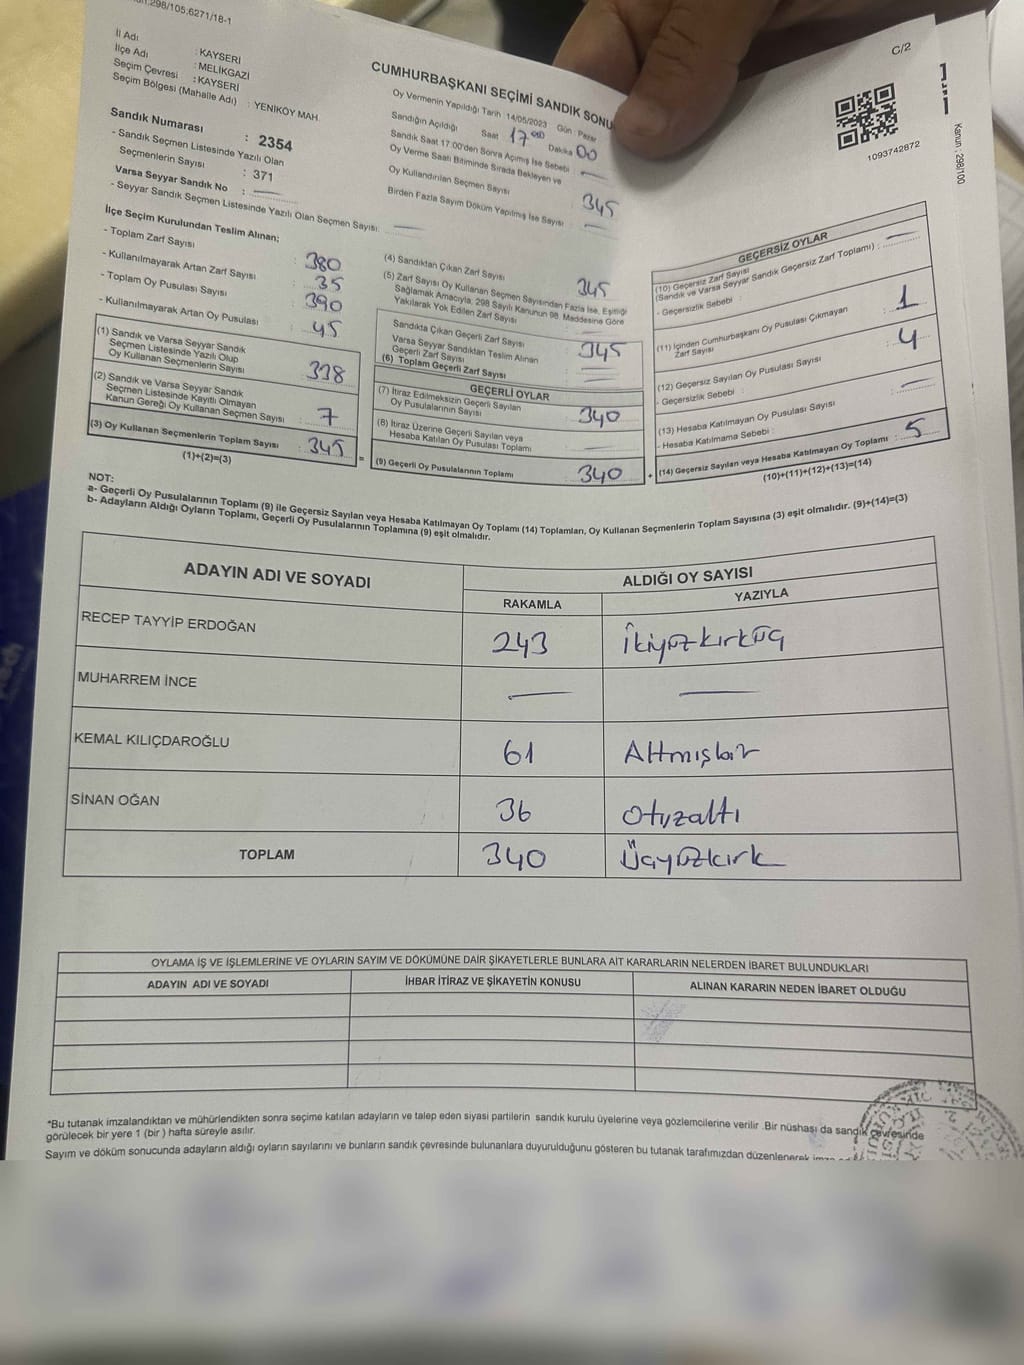 298/105;6271/18-1
C/2
İl Adı : KAYSERİ
İlçe Adı : MELİKGAZİ
Seçim Çevresi : KAYSERİ
Seçim Bölgesi (Mahalle Adı) : YENİKÖY MAH.
Sandık Numarası : 2354
- Sandık Seçmen Listesinde Yazılı Olan
Seçmenlerin Sayısı : 371
Varsa Seyyar Sandık No : —
- Seyyar Sandık Seçmen Listesinde Yazılı Olan Seçmen Sayısı: —
CUMHURBAŞKANI SEÇİMİ SANDIK SONU
Oy Vermenin Yapıldığı Tarih :14/05/2023 Gün : Pazar
Sandığın Açıldığı Saat 17:00 Dakika 00
Sandık Saat 17.00'den Sonra Açımış İse Sebebi : —
Oy Verme Saati Bitiminde Sırada Bekleyen ve
Oy Kullandırılan Seçmen Sayısı 345
Birden Fazla Sayım Döküm Yapılmış İse Sayısı : —
1093742872
Kanun : 298/100
İlçe Seçim Kurulundan Teslim Alınan;
- Toplam Zarf Sayısı : 380
- Kullanılmayarak Artan Zarf Sayısı : 35
- Toplam Oy Pusulası Sayısı : 390
- Kullanılmayarak Artan Oy Pusulası : 45
(1) Sandık ve Varsa Seyyar Sandık
Seçmen Listesinde Yazılı Olup
Oy Kullanan Seçmenlerin Sayısı : 338
(2) Sandık ve Varsa Seyyar Sandık
Seçmen Listesinde Kayıtlı Olmayan
Kanun Gereği Oy Kullanan Seçmen Sayısı : 7
(3) Oy Kullanan Seçmenlerin Toplam Sayısı : 345
(1)+(2)=(3)
(4) Sandıktan Çıkan Zarf Sayısı : 345
(5) Zarf Sayısı Oy Kullanan Seçmen Sayısından Fazla İse, Eşitliği
Sağlamak Amacıyla, 298 Sayılı Kanunun 98. Maddesine Göre
Yakılarak Yok Edilen Zarf Sayısı : —
Sandıkta Çıkan Geçerli Zarf Sayısı : 345
Varsa Seyyar Sandıktan Teslim Alınan
Geçerli Zarf Sayısı : —
(6) Toplam Geçerli Zarf Sayısı : —
GEÇERLİ OYLAR
(7) İtiraz Edilmeksizin Geçerli Sayılan
Oy Pusulalarının Sayısı : 340
(8) İtiraz Üzerine Geçerli Sayılan veya
Hesaba Katılan Oy Pusulası Toplamı : —
= (9) Geçerli Oy Pusulalarının Toplamı : 340
GEÇERSİZ OYLAR
(10) Geçersiz Zarf Sayısı
(Sandık ve Varsa Seyyar Sandık Geçersiz Zarf Toplamı) : —
- Geçersizlik Sebebi :
(11) İçinden Cumhurbaşkanı Oy Pusulası Çıkmayan
Zarf Sayısı : 1
(12) Geçersiz Sayılan Oy Pusulası Sayısı : 4
- Geçersizlik Sebebi :
(13) Hesaba Katılmayan Oy Pusulası Sayısı : —
- Hesaba Katılmama Sebebi :
+ (14) Geçersiz Sayılan veya Hesaba Katılmayan Oy Toplamı : 5
(10)+(11)+(12)+(13)=(14)
NOT:
a- Geçerli Oy Pusulalarının Toplamı (9) ile Geçersiz Sayılan veya Hesaba Katılmayan Oy Toplamı (14) Toplamları, Oy Kullanan Seçmenlerin Toplam Sayısına (3) eşit olmalıdır. (9)+(14)=(3)
b- Adayların Aldığı Oyların Toplamı, Geçerli Oy Pusulalarının Toplamına (9) eşit olmalıdır.
ADAYIN ADI VE SOYADI ALDIĞI OY SAYISI
RAKAMLA YAZIYLA
RECEP TAYYİP ERDOĞAN 243 İkiyüzkırküç
MUHARREM İNCE — —
KEMAL KILIÇDAROĞLU 61 Altmışbir
SİNAN OĞAN 36 otuzaltı
TOPLAM 340 Üçyüzkırk
OYLAMA İŞ VE İŞLEMLERİNE VE OYLARIN SAYIM VE DÖKÜMÜNE DAİR ŞİKAYETLERLE BUNLARA AİT KARARLARIN NELERDEN İBARET BULUNDUKLARI
ADAYIN ADI VE SOYADI İHBAR İTİRAZ VE ŞİKAYETİN KONUSU ALINAN KARARIN NEDEN İBARET OLDUĞU
*Bu tutanak imzalandıktan ve mühürlendikten sonra seçime katılan adayların ve talep eden siyasi partilerin sandık kurulu üyelerine veya gözlemcilerine verilir .Bir nüshası da sandık çevresinde
görülecek bir yere 1 (bir ) hafta süreyle asılır.
Sayım ve döküm sonucunda adayların aldığı oyların sayılarını ve bunların sandık çevresinde bulunanlara duyurulduğunu gösteren bu tutanak tarafımızdan düzenlenerek